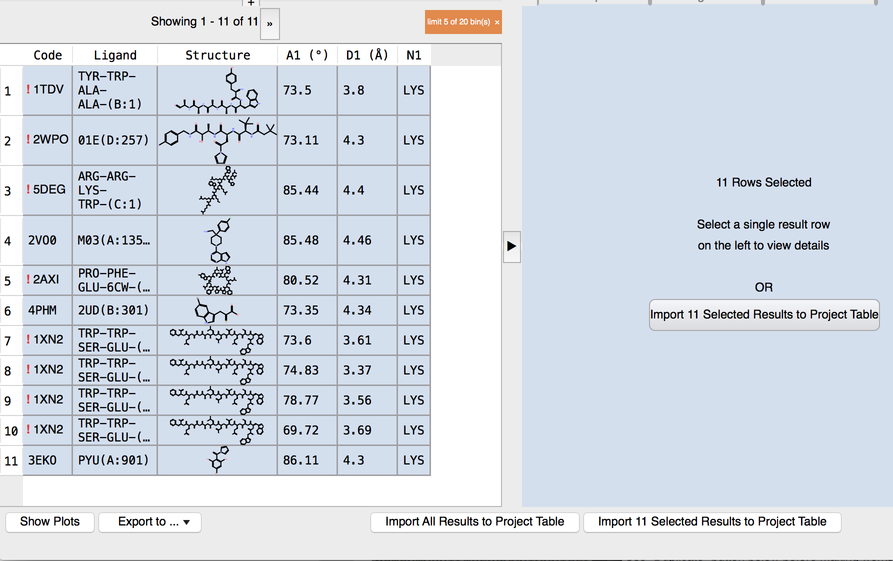 Showing 1 - 11 of 11 »
limit 5 of 20 bin(s) ×
Code Ligand Structure A1 (°) D1 (Å) N1
1 ! 1TDV TYR-TRP-
ALA-
ALA-(B:1) 73.5 3.8 LYS
2 ! 2WPO 01E(D:257) 73.11 4.3 LYS
3 ! 5DEG ARG-ARG-
LYS-
TRP-(C:1) 85.44 4.4 LYS
4 2VO0 M03(A:135… 85.48 4.46 LYS
5 ! 2AXI PRO-PHE-
GLU-6CW-(… 80.52 4.31 LYS
6 4PHM 2UD(B:301) 73.35 4.34 LYS
7 ! 1XN2 TRP-TRP-
SER-GLU-(… 73.6 3.61 LYS
8 ! 1XN2 TRP-TRP-
SER-GLU-(… 74.83 3.37 LYS
9 ! 1XN2 TRP-TRP-
SER-GLU-(… 78.77 3.56 LYS
10 ! 1XN2 TRP-TRP-
SER-GLU-(… 69.72 3.69 LYS
11 3EKO PYU(A:901) 86.11 4.3 LYS
11 Rows Selected
Select a single result row
on the left to view details
OR
Import 11 Selected Results to Project Table
Show Plots Export to ... ▼ Import All Results to Project Table Import 11 Selected Results to Project Table